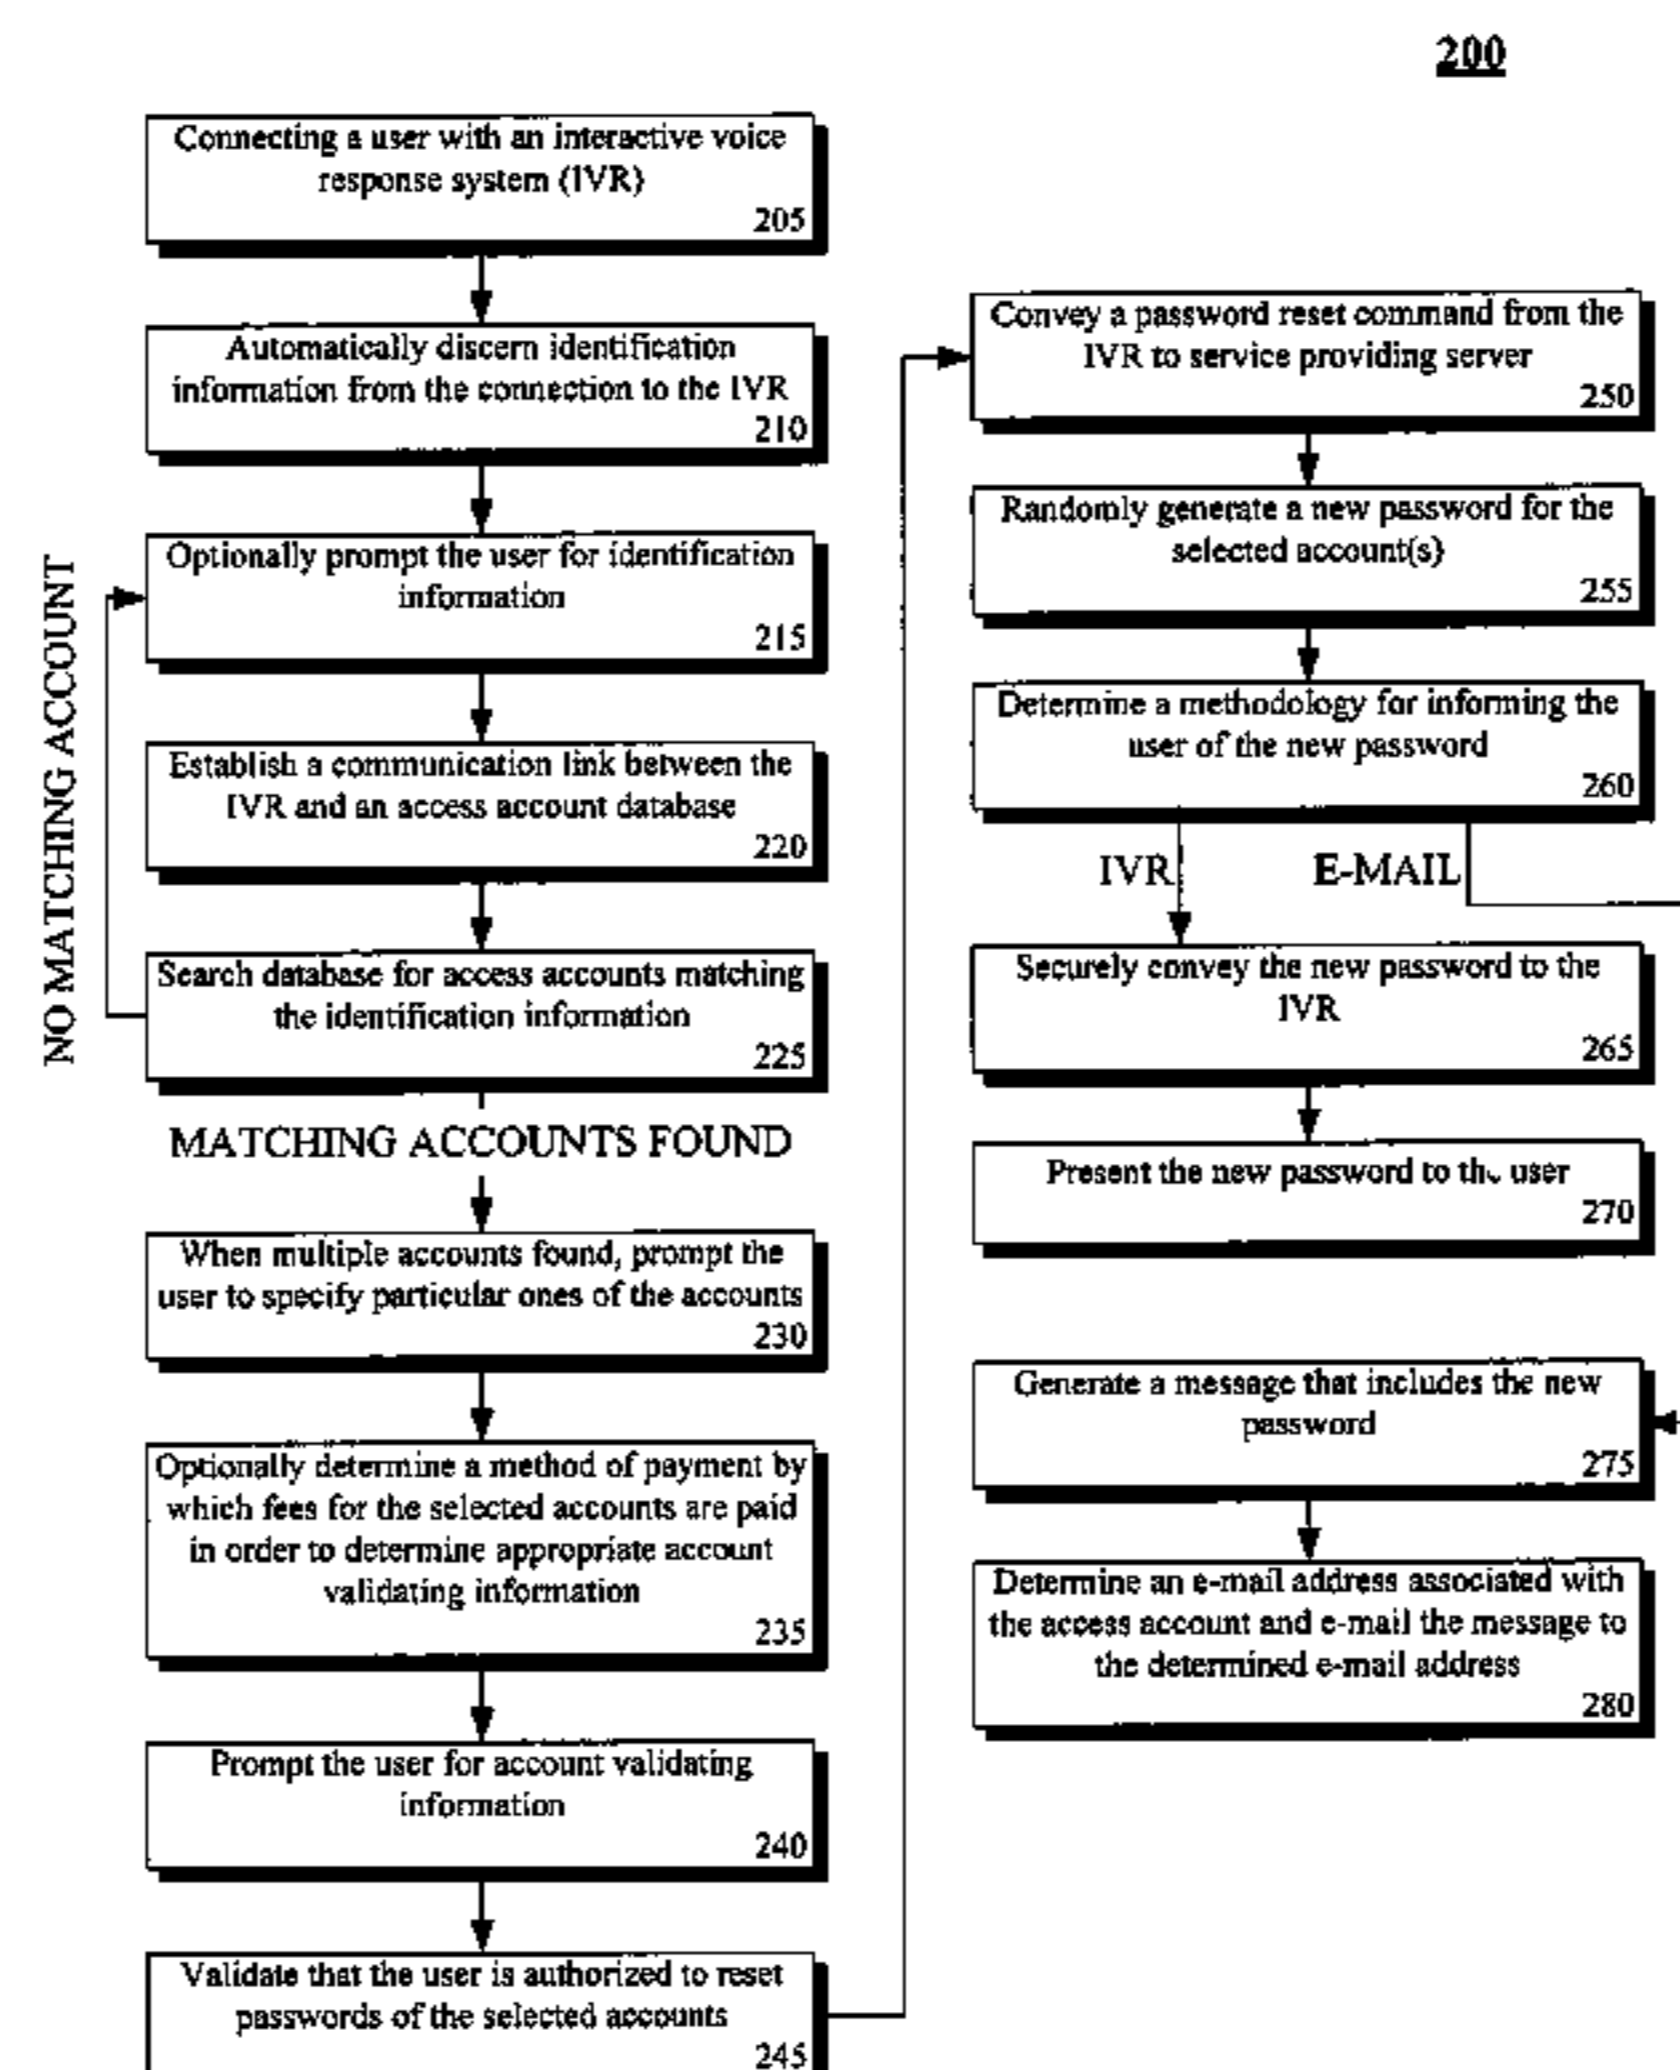 200
Connecting a user with an interactive voice
response system (IVR)
205
Automatically discern identification
information from the connection to the IVR
210
Optionally prompt the user for identification
information
215
Establish a communication link between the
IVR and an access account database
220
Search database for access accounts matching
the identification information
225
NO MATCHING ACCOUNT
MATCHING ACCOUNTS FOUND
When multiple accounts found, prompt the
user to specify particular ones of the accounts
230
Optionally determine a method of payment by
which fees for the selected accounts are paid
in order to determine appropriate account
validating information
235
Prompt the user for account validating
information
240
Validate that the user is authorized to reset
passwords of the selected accounts
245
Convey a password reset command from the
IVR to service providing server
250
Randomly generate a new password for the
selected account(s)
255
Determine a methodology for informing the
user of the new password
260
IVR
E-MAIL
Securely convey the new password to the
IVR
265
Present the new password to the user
270
Generate a message that includes the new
password
275
Determine an e-mail address associated with
the access account and e-mail the message to
the determined e-mail address
280